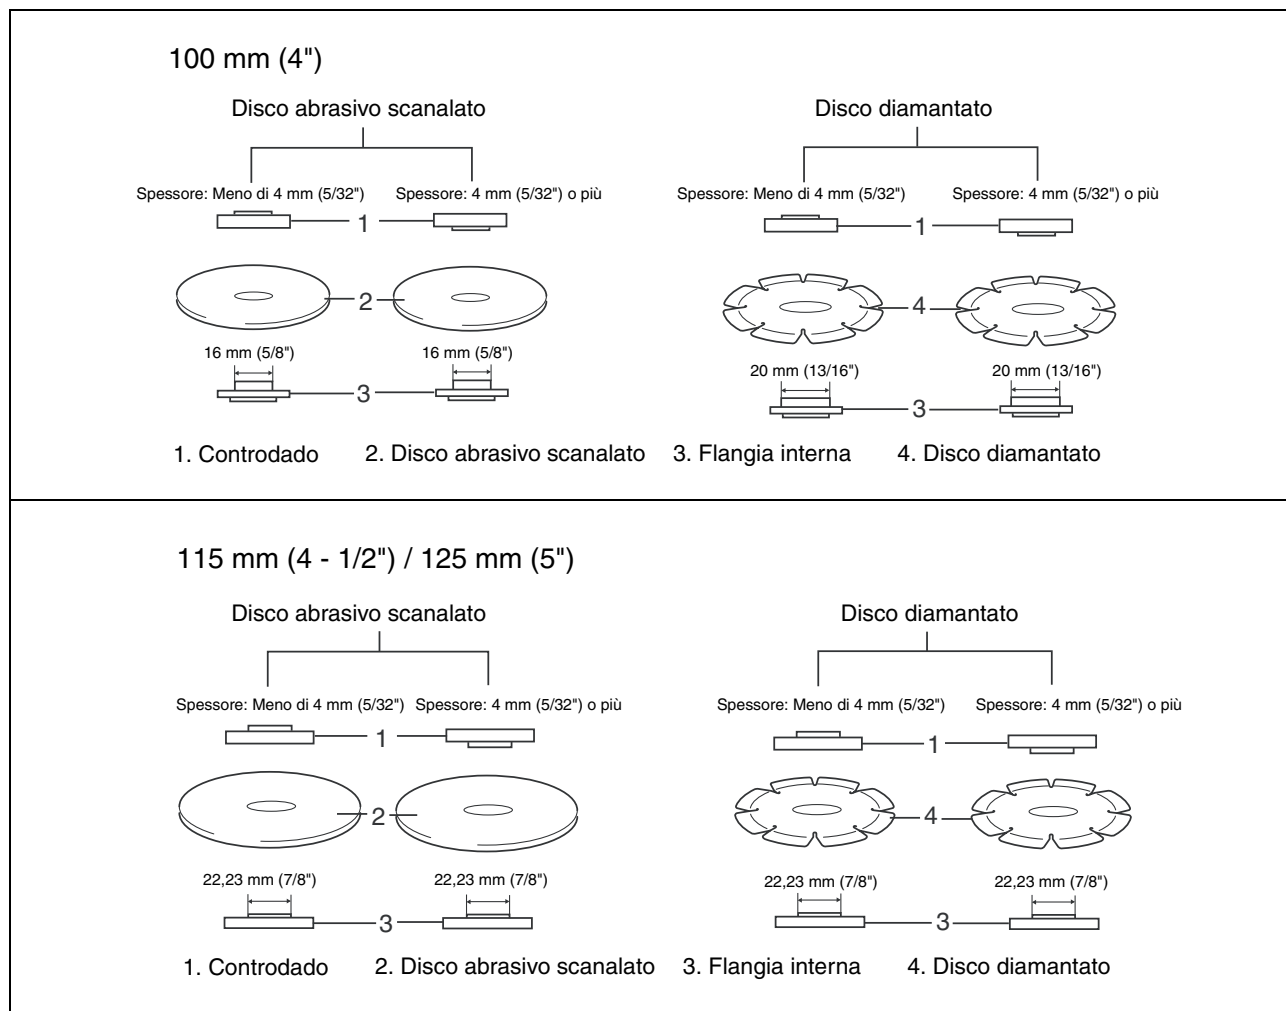 100 mm (4")
Disco abrasivo scanalato
Disco diamantato
Spessore: Meno di 4 mm (5/32")
Spessore: 4 mm (5/32") o più
Spessore: Meno di 4 mm (5/32")
Spessore: 4 mm (5/32") o più
1
1
2
4
16 mm (5/8")
16 mm (5/8")
20 mm (13/16")
20 mm (13/16")
3
3
1. Controdado
2. Disco abrasivo scanalato
3. Flangia interna
4. Disco diamantato
115 mm (4 - 1/2") / 125 mm (5")
Disco abrasivo scanalato
Disco diamantato
Spessore: Meno di 4 mm (5/32")
Spessore: 4 mm (5/32") o più
Spessore: Meno di 4 mm (5/32")
Spessore: 4 mm (5/32") o più
1
1
2
4
22,23 mm (7/8")
22,23 mm (7/8")
22,23 mm (7/8")
22,23 mm (7/8")
3
3
1. Controdado
2. Disco abrasivo scanalato
3. Flangia interna
4. Disco diamantato